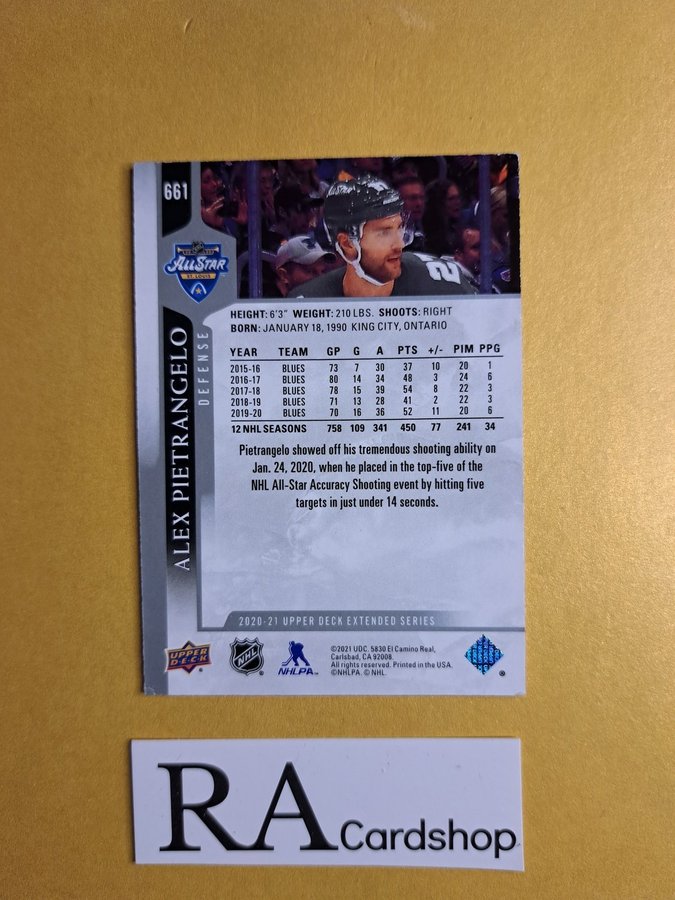 661
ALL STAR
ST. LOUIS
ALEX PIETRANGELO
DEFENSE
HEIGHT: 6'3" WEIGHT: 210 LBS. SHOOTS: RIGHT
BORN: JANUARY 18, 1990 KING CITY, ONTARIO
YEAR TEAM GP G A PTS +/- PIM PPG
2015-16 BLUES 73 7 30 37 10 20 1
2016-17 BLUES 80 14 34 48 3 24 6
2017-18 BLUES 78 15 39 54 8 22 3
2018-19 BLUES 71 13 28 41 2 22 3
2019-20 BLUES 70 16 36 52 11 20 6
12 NHL SEASONS 758 109 341 450 77 241 34
Pietrangelo showed off his tremendous shooting ability on
Jan. 24, 2020, when he placed in the top-five of the
NHL All-Star Accuracy Shooting event by hitting five
targets in just under 14 seconds.
2020-21 UPPER DECK EXTENDED SERIES
UPPER DECK
NHL
NHLPA
©2021 UDC. 5830 El Camino Real,
Carlsbad, CA 92008.
All rights reserved. Printed in the USA.
©NHLPA. © NHL.
RA Cardshop